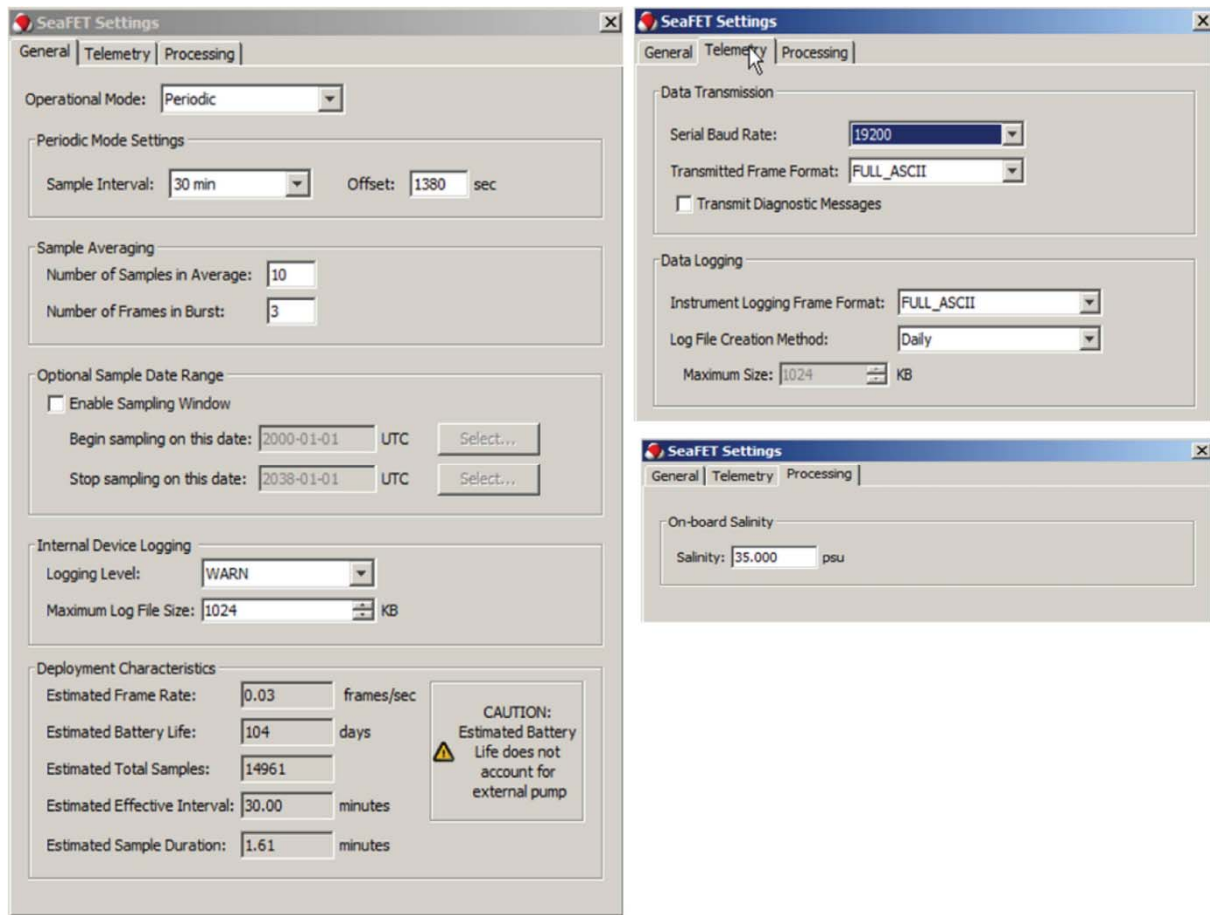 SeaFET Settings
General Telemetry Processing
Operational Mode: Periodic
Periodic Mode Settings
Sample Interval: 30 min Offset: 1380 sec
Sample Averaging
Number of Samples in Average: 10
Number of Frames in Burst: 3
Optional Sample Date Range
Enable Sampling Window
Begin sampling on this date: 2000-01-01 UTC Select...
Stop sampling on this date: 2038-01-01 UTC Select...
Internal Device Logging
Logging Level: WARN
Maximum Log File Size: 1024 KB
Deployment Characteristics
Estimated Frame Rate: 0.03 frames/sec
Estimated Battery Life: 104 days
Estimated Total Samples: 14961
Estimated Effective Interval: 30.00 minutes
Estimated Sample Duration: 1.61 minutes
CAUTION:
Estimated Battery
Life does not
account for
external pump
SeaFET Settings
General Telemetry Processing
Data Transmission
Serial Baud Rate: 19200
Transmitted Frame Format: FULL_ASCII
Transmit Diagnostic Messages
Data Logging
Instrument Logging Frame Format: FULL_ASCII
Log File Creation Method: Daily
Maximum Size: 1024 KB
SeaFET Settings
General Telemetry Processing
On-board Salinity
Salinity: 35.000 psu